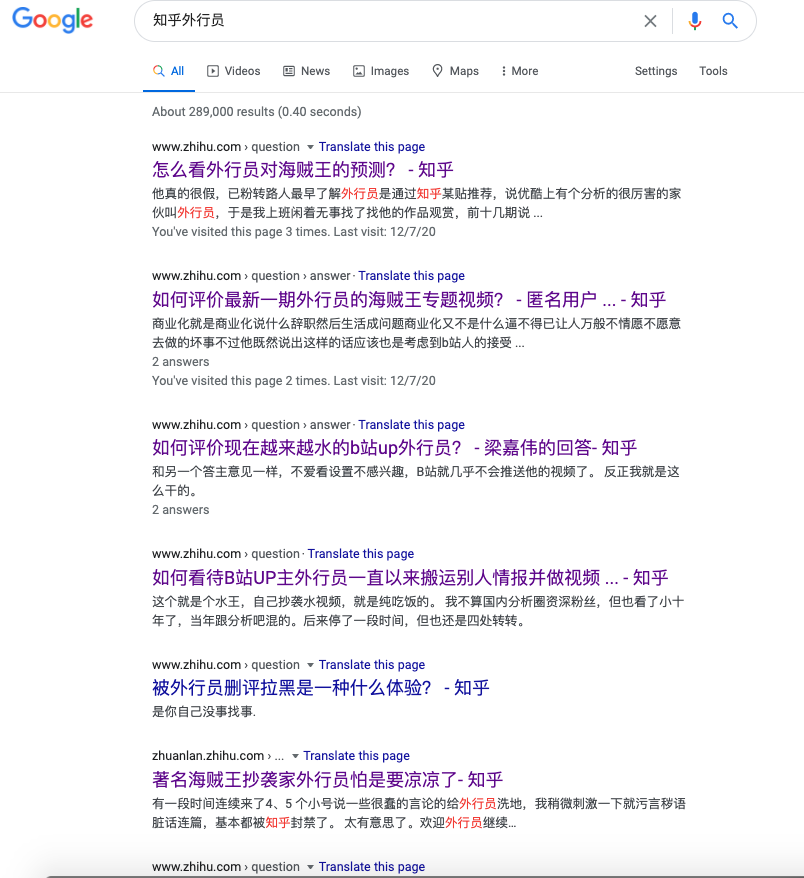 Google
知乎外行员
All
Videos
News
Images
Maps
More
Settings
Tools
About 289,000 results (0.40 seconds)
www.zhihu.com › question ▾ Translate this page
怎么看外行员对海贼王的预测？ - 知乎
他真的很假，已粉转路人最早了解外行员是通过知乎某贴推荐，说优酷上有个分析的很厉害的家
伙叫外行员，于是我上班闲着无事找了找他的作品观赏，前十几期说 ...
You've visited this page 3 times. Last visit: 12/7/20
www.zhihu.com › question › answer · Translate this page
如何评价最新一期外行员的海贼王专题视频？ - 匿名用户 ... - 知乎
商业化就是商业化说什么辞职然后生活成问题商业化又不是什么逼不得已让人万般不情愿不愿意
去做的坏事不过他既然说出这样的话应该也是考虑到b站人的接受 ...
2 answers
You've visited this page 2 times. Last visit: 12/7/20
www.zhihu.com › question › answer · Translate this page
如何评价现在越来越水的b站up外行员？ - 梁嘉伟的回答- 知乎
和另一个答主意见一样，不爱看设置不感兴趣，B站就几乎不会推送他的视频了。 反正我就是这
么干的。
2 answers
www.zhihu.com › question · Translate this page
如何看待B站UP主外行员一直以来搬运别人情报并做视频 ... - 知乎
这个就是个水王，自己抄袭水视频，就是纯吃饭的。 我不算国内分析圈资深粉丝，但也看了小十
年了，当年跟分析吧混的。后来停了一段时间，但也还是四处转转。
www.zhihu.com › question ▾ Translate this page
被外行员删评拉黑是一种什么体验？ - 知乎
是你自己没事找事.
zhuanlan.zhihu.com › ... ▾ Translate this page
著名海贼王抄袭家外行员怕是要凉凉了- 知乎
有一段时间连续来了4、5 个小号说一些很蠢的言论的给外行员洗地，我稍微刺激一下就污言秽语
脏话连篇，基本都被知乎封禁了。 太有意思了。欢迎外行员继续...
www.zhihu.com › question ▾ Translate this page